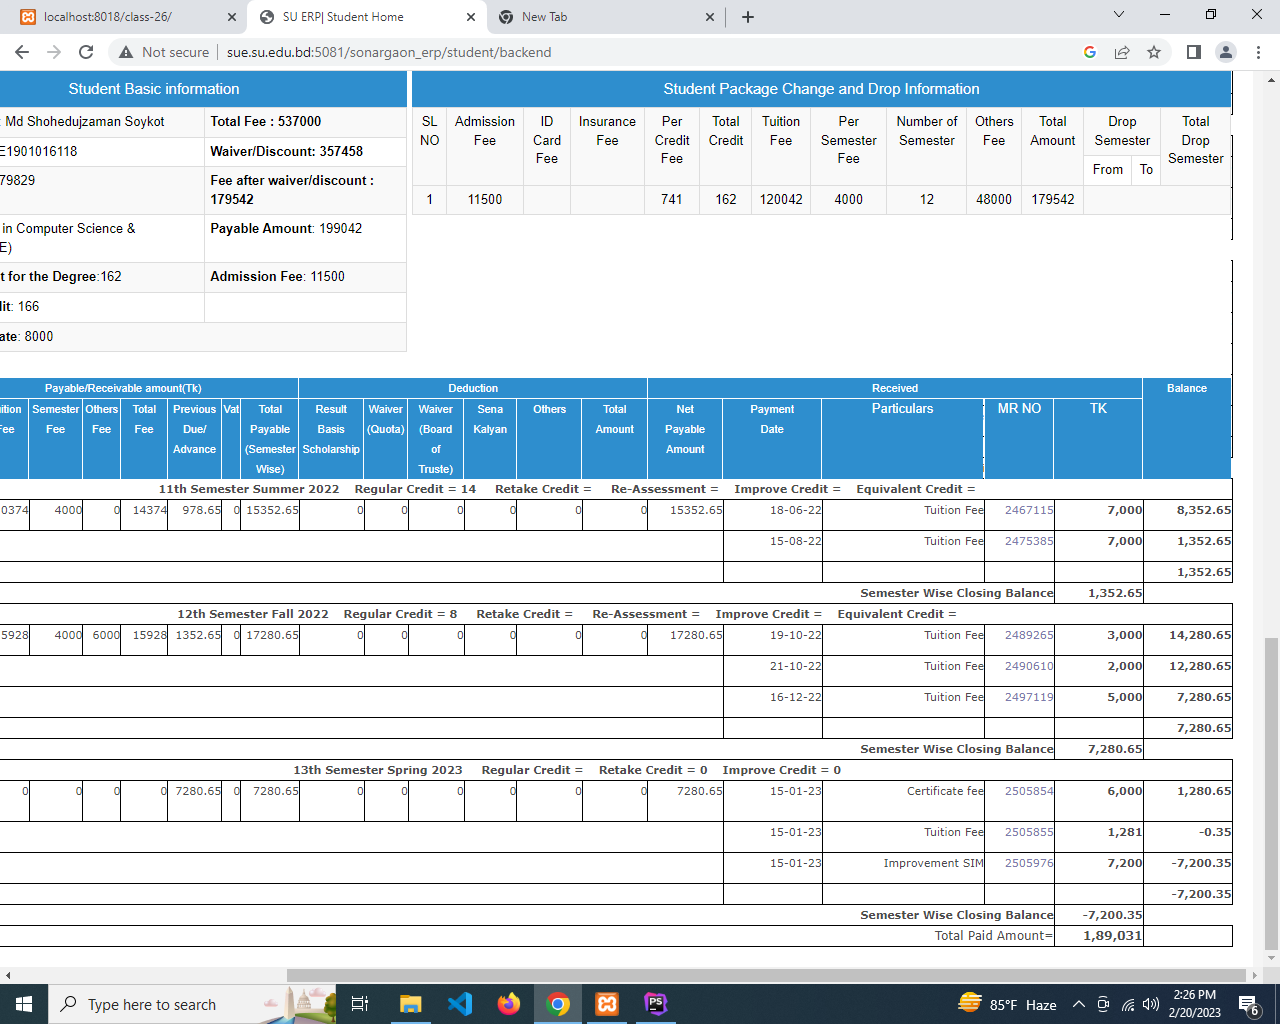 localhost:8018/class-26/
SU ERP| Student Home
New Tab
Not secure
sue.su.edu.bd:5081/sonargaon_erp/student/backend
Student Basic information
: Md Shohedujzaman Soykot
Total Fee : 537000
E1901016118
Waiver/Discount: 357458
79829
Fee after waiver/discount :
179542
in Computer Science &
E)
Payable Amount: 199042
t for the Degree:162
Admission Fee: 11500
lit: 166
ate: 8000
Student Package Change and Drop Information
SL NO
Admission Fee
ID Card Fee
Insurance Fee
Per Credit Fee
Total Credit
Tuition Fee
Per Semester Fee
Number of Semester
Others Fee
Total Amount
Drop Semester
From To
Total Drop Semester
1 11500 741 162 120042 4000 12 48000 179542
Payable/Receivable amount(Tk) Deduction Received Balance
ition Fee
Semester Fee
Others Fee
Total Fee
Previous Due/ Advance
Vat
Total Payable (Semester Wise)
Result Basis Scholarship
Waiver (Quota)
Waiver (Board of Truste)
Sena Kalyan
Others
Total Amount
Net Payable Amount
Payment Date
Particulars
MR NO
TK
11th Semester Summer 2022 Regular Credit = 14 Retake Credit = Re-Assessment = Improve Credit = Equivalent Credit =
0374 4000 0 14374 978.65 0 15352.65 0 0 0 0 0 0 15352.65 18-06-22 Tuition Fee 2467115 7,000 8,352.65
15-08-22 Tuition Fee 2475385 7,000 1,352.65
1,352.65
Semester Wise Closing Balance 1,352.65
12th Semester Fall 2022 Regular Credit = 8 Retake Credit = Re-Assessment = Improve Credit = Equivalent Credit =
5928 4000 6000 15928 1352.65 0 17280.65 0 0 0 0 0 0 17280.65 19-10-22 Tuition Fee 2489265 3,000 14,280.65
21-10-22 Tuition Fee 2490610 2,000 12,280.65
16-12-22 Tuition Fee 2497119 5,000 7,280.65
7,280.65
Semester Wise Closing Balance 7,280.65
13th Semester Spring 2023 Regular Credit = Retake Credit = 0 Improve Credit = 0
0 0 0 0 7280.65 0 7280.65 0 0 0 0 0 0 7280.65 15-01-23 Certificate fee 2505854 6,000 1,280.65
15-01-23 Tuition Fee 2505855 1,281 -0.35
15-01-23 Improvement SIM 2505976 7,200 -7,200.35
-7,200.35
Semester Wise Closing Balance -7,200.35
Total Paid Amount= 1,89,031
Type here to search
PS
85°F Haze
2:26 PM
2/20/2023
6